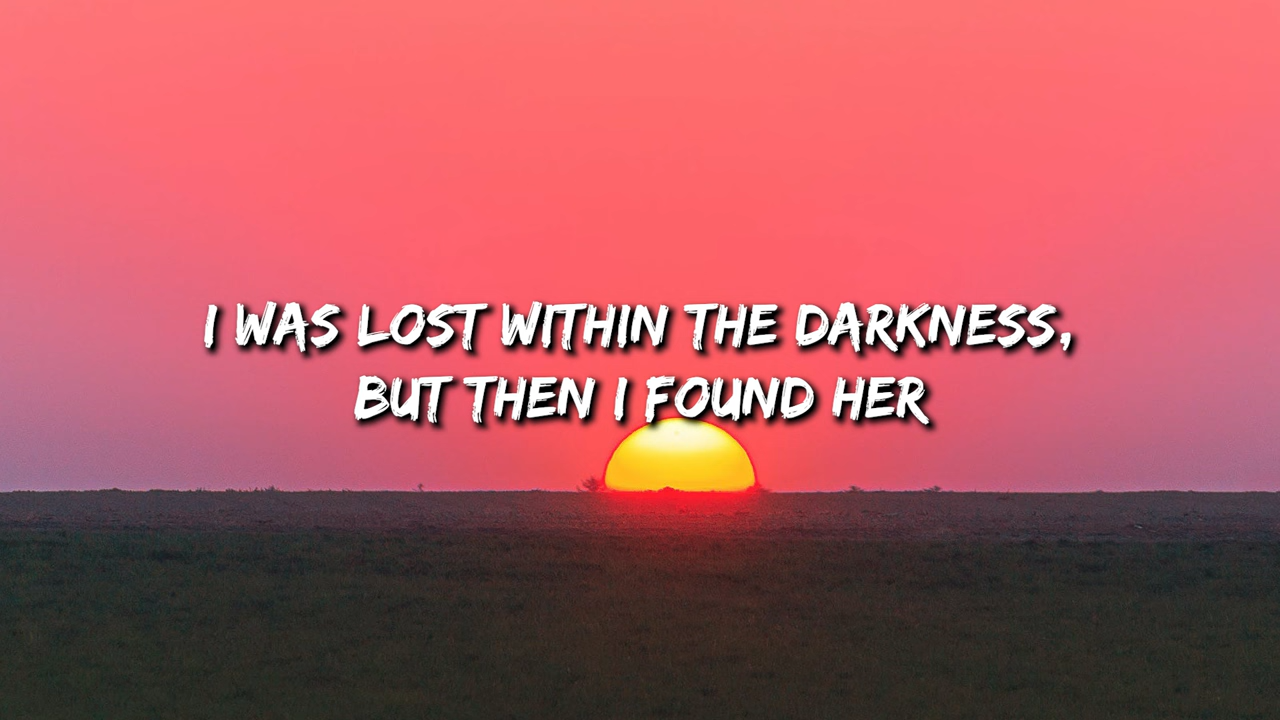 I WAS LOST WITHIN THE DARKNESS,
BUT THEN I FOUND HER